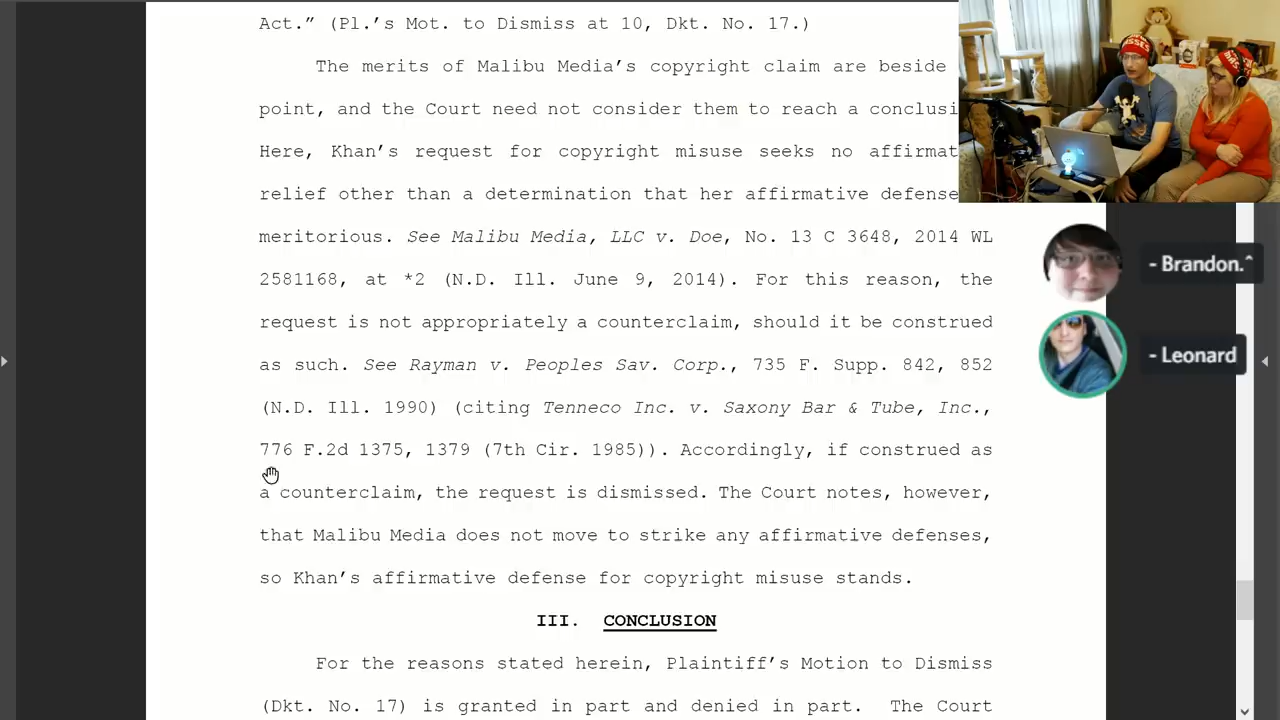 Act.” (Pl.’s Mot. to Dismiss at 10, Dkt. No. 17.)
The merits of Malibu Media’s copyright claim are beside
point, and the Court need not consider them to reach a
Here, Khan’s request for copyright misuse seeks no
relief other than a determination that her affirmative defense
meritorious. See Malibu Media, LLC v. Doe, No. 13 C 3648, 2014 WL
2581168, at *2 (N.D. Ill. June 9, 2014). For this reason, the
request is not appropriately a counterclaim, should it be construed
as such. See Rayman v. Peoples Sav. Corp., 735 F. Supp. 842, 852
(N.D. Ill. 1990) (citing Tenneco Inc. v. Saxony Bar & Tube, Inc.,
776 F.2d 1375, 1379 (7th Cir. 1985)). Accordingly, if construed as
a counterclaim, the request is dismissed. The Court notes, however,
that Malibu Media does not move to strike any affirmative defenses,
so Khan’s affirmative defense for copyright misuse stands.
III. CONCLUSION
For the reasons stated herein, Plaintiff’s Motion to Dismiss
(Dkt. No. 17) is granted in part and denied in part. The Court
- Brandon.^
- Leonard